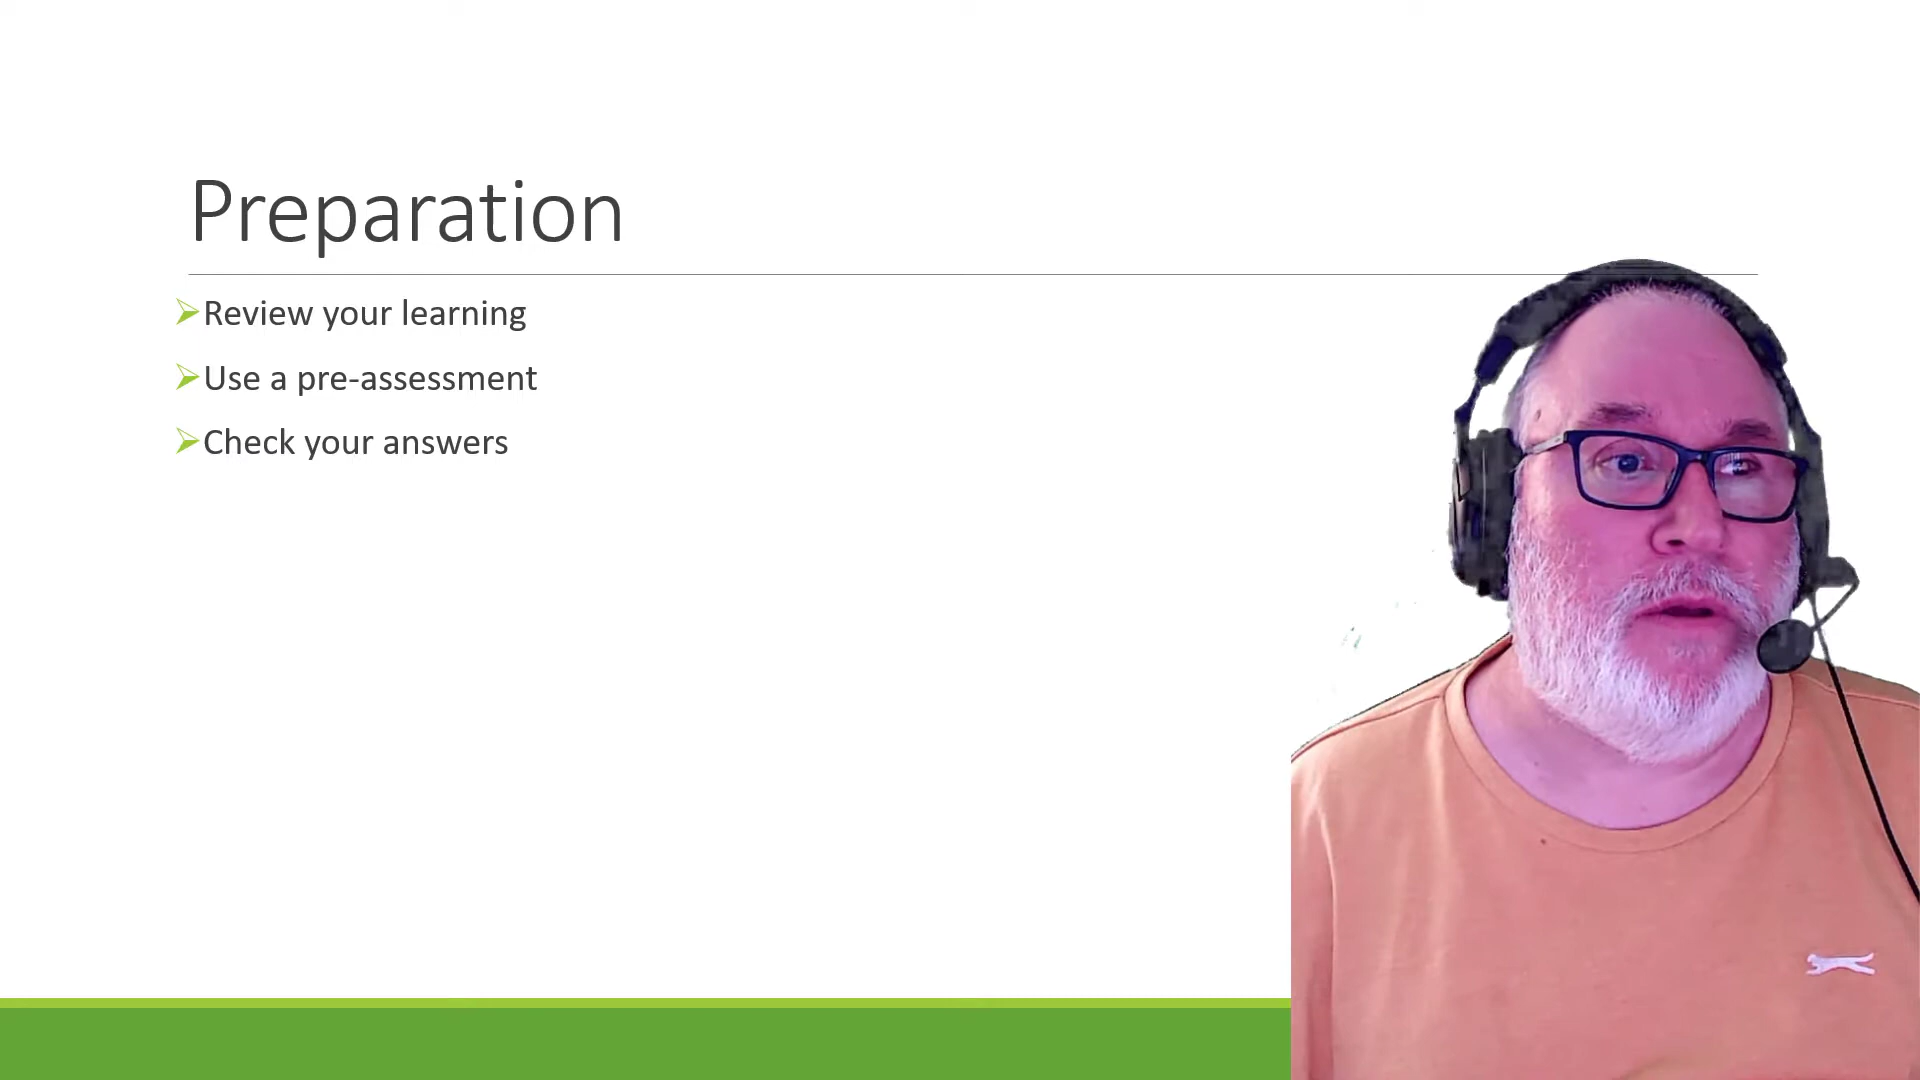 Preparation
Review your learning
Use a pre-assessment
Check your answers